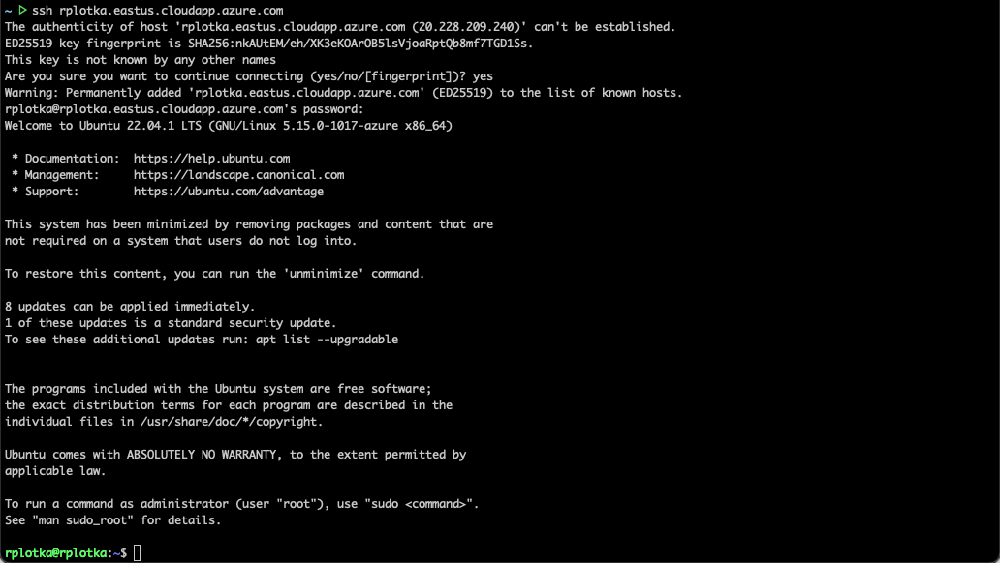 ~ ▷ ssh rplotka.eastus.cloudapp.azure.com
The authenticity of host 'rplotka.eastus.cloudapp.azure.com (20.228.209.240)' can't be established.
ED25519 key fingerprint is SHA256:nkAUtEM/eh/XK3eKOArOB5lsVjoaRptQb8mf7TGD1Ss.
This key is not known by any other names
Are you sure you want to continue connecting (yes/no/[fingerprint])? yes
Warning: Permanently added 'rplotka.eastus.cloudapp.azure.com' (ED25519) to the list of known hosts.
rplotka@rplotka.eastus.cloudapp.azure.com's password:
Welcome to Ubuntu 22.04.1 LTS (GNU/Linux 5.15.0-1017-azure x86_64)
* Documentation:  https://help.ubuntu.com
* Management:     https://landscape.canonical.com
* Support:        https://ubuntu.com/advantage
This system has been minimized by removing packages and content that are
not required on a system that users do not log into.
To restore this content, you can run the 'unminimize' command.
8 updates can be applied immediately.
1 of these updates is a standard security update.
To see these additional updates run: apt list --upgradable
The programs included with the Ubuntu system are free software;
the exact distribution terms for each program are described in the
individual files in /usr/share/doc/*/copyright.
Ubuntu comes with ABSOLUTELY NO WARRANTY, to the extent permitted by
applicable law.
To run a command as administrator (user "root"), use "sudo <command>".
See "man sudo_root" for details.
rplotka@rplotka:~$